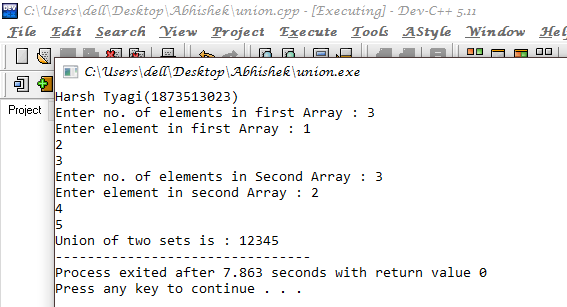 C:\Users\dell\Desktop\Abhishek\union.cpp - [Executing] - Dev-C++ 5.11
File Edit Search View Project Execute Tools AStyle Window Hel
C:\Users\dell\Desktop\Abhishek\union.exe
Project
Harsh Tyagi(1873513023)
Enter no. of elements in first Array : 3
Enter element in first Array : 1
2
3
Enter no. of elements in Second Array : 3
Enter element in second Array : 2
4
5
Union of two sets is : 12345
--------------------------------
Process exited after 7.863 seconds with return value 0
Press any key to continue . . .